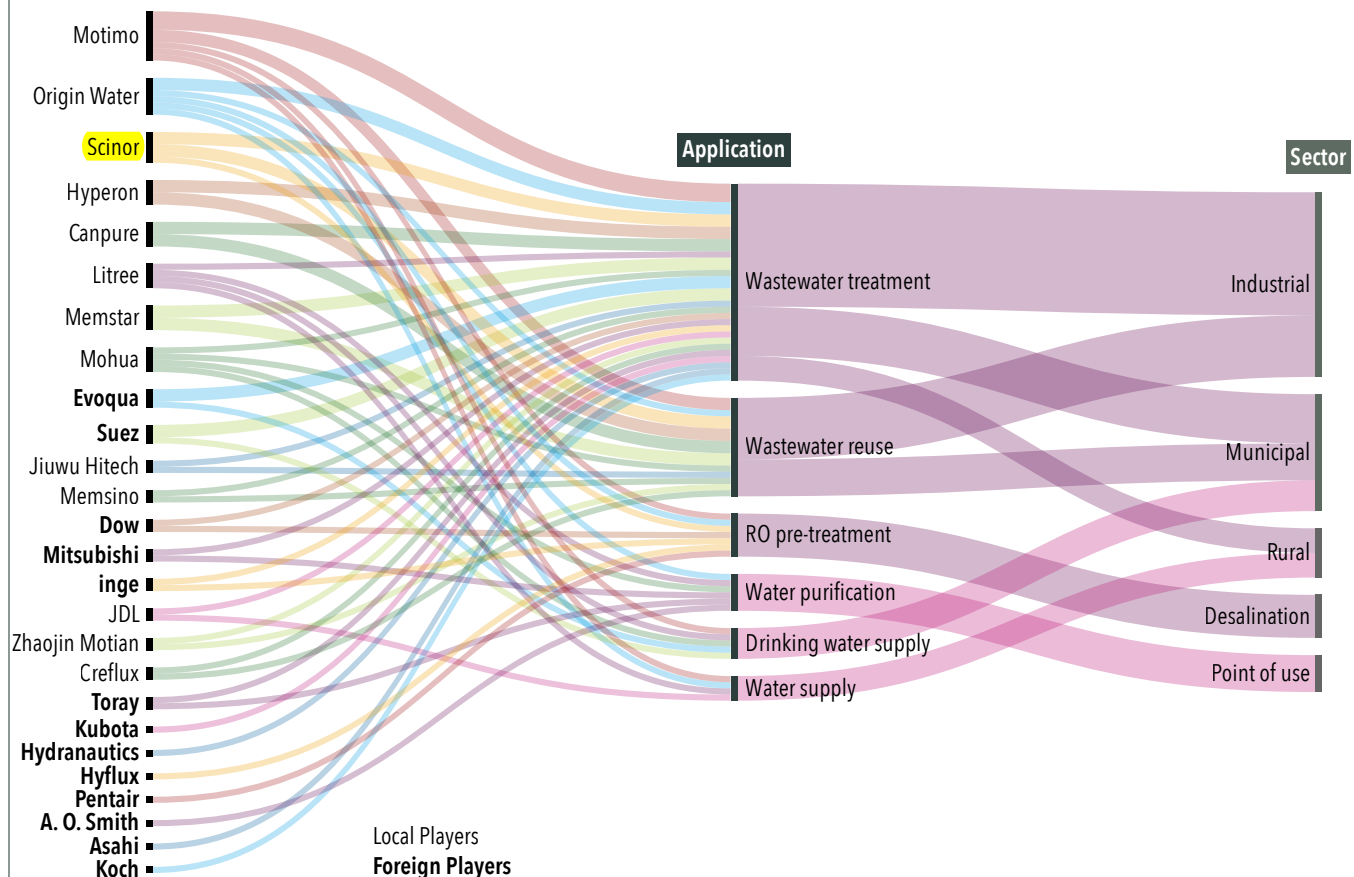 Motimo
Origin Water
Scinor
Hyperon
Canpure
Litree
Memstar
Mohua
Evoqua
Suez
Jiuwu Hitech
Memsino
Dow
Mitsubishi
inge
JDL
Zhaojin Motian
Creflux
Toray
Kubota
Hydranautics
Hyflux
Pentair
A. O. Smith
Asahi
Koch
Application
Wastewater treatment
Wastewater reuse
RO pre-treatment
Water purification
Drinking water supply
Water supply
Sector
Industrial
Municipal
Rural
Desalination
Point of use
Local Players
Foreign Players